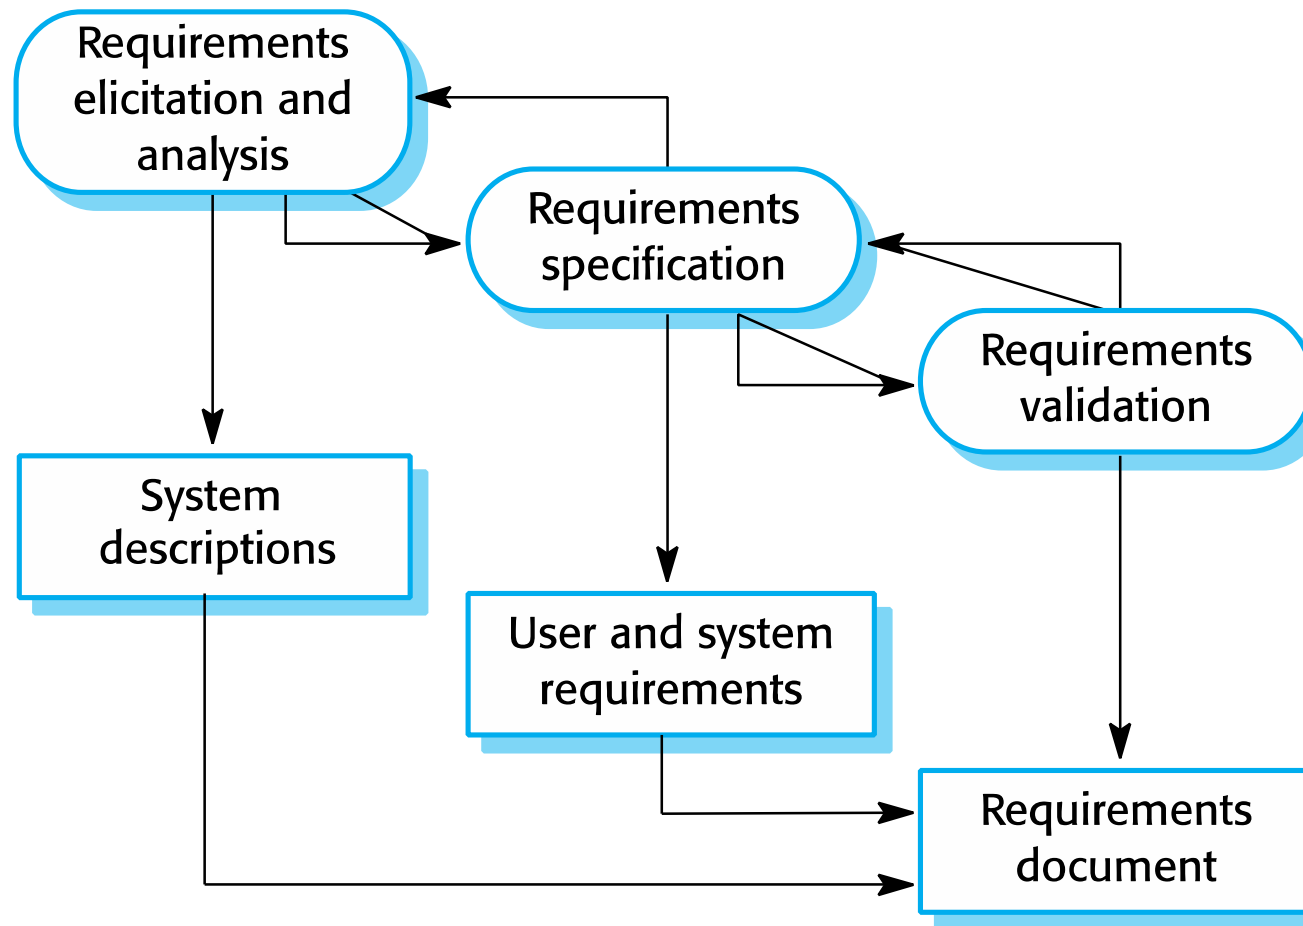 Requirements
elicitation and
analysis
Requirements
specification
Requirements
validation
System
descriptions
User and system
requirements
Requirements
document